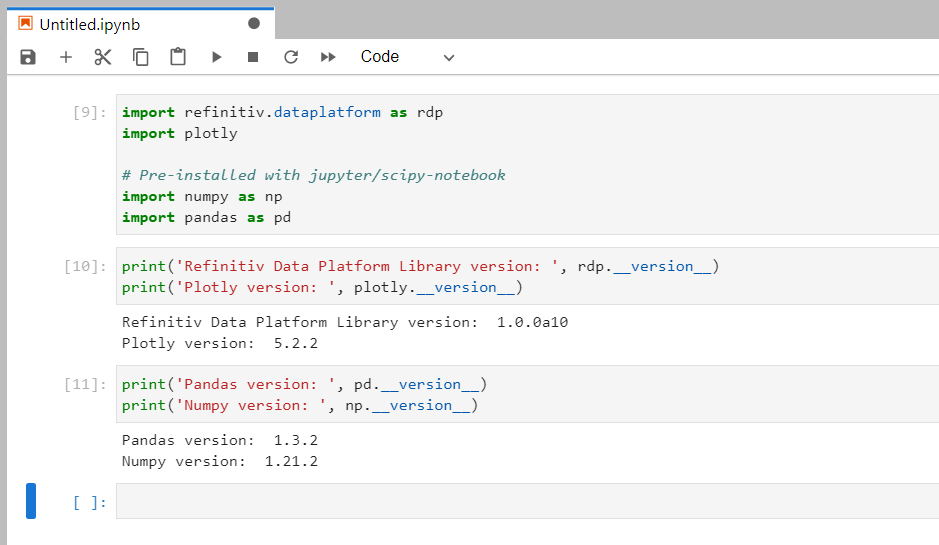 Untitled.ipynb
Code
[9]:
import refinitiv.dataplatform as rdp
import plotly
# Pre-installed with jupyter/scipy-notebook
import numpy as np
import pandas as pd
[10]:
print('Refinitiv Data Platform Library version: ', rdp.__version__)
print('Plotly version: ', plotly.__version__)
Refinitiv Data Platform Library version:  1.0.0a10
Plotly version:  5.2.2
[11]:
print('Pandas version: ', pd.__version__)
print('Numpy version: ', np.__version__)
Pandas version:  1.3.2
Numpy version:  1.21.2
[ ]: